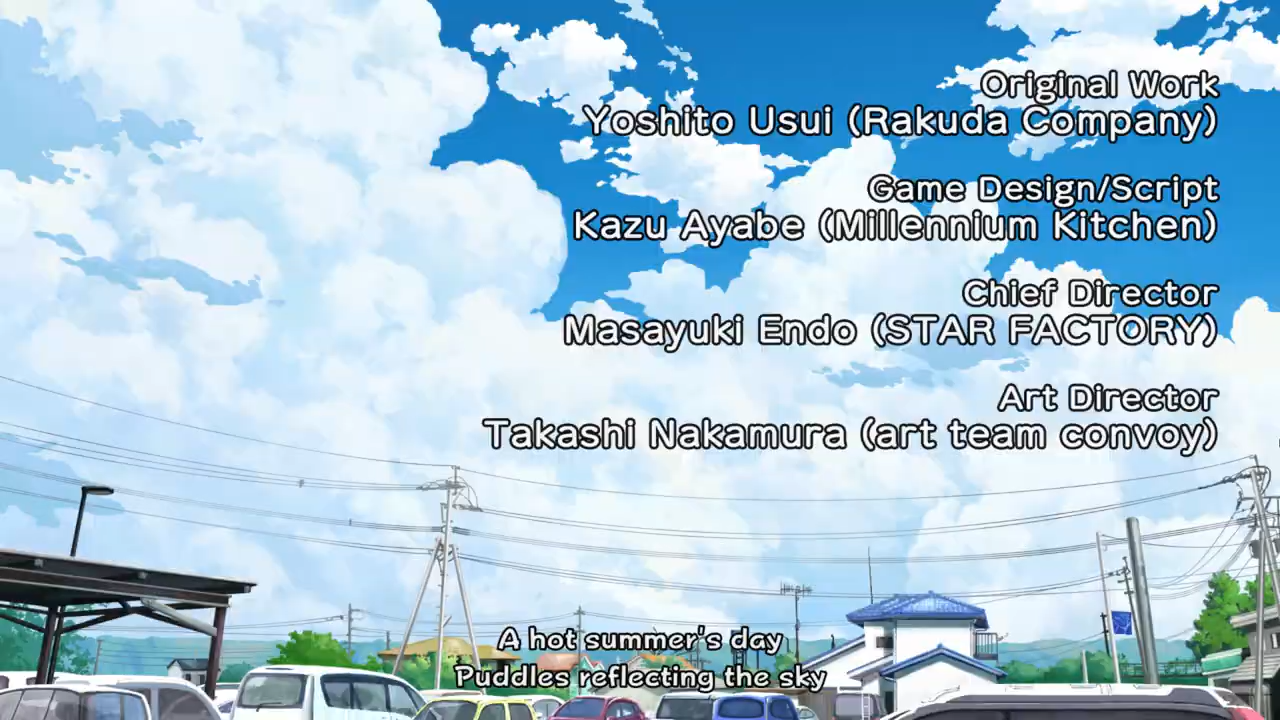 Original Work
Yoshito Usui (Rakuda Company)
Game Design/Script
Kazu Ayabe (Millennium Kitchen)
Chief Director
Masayuki Endo (STAR FACTORY)
Art Director
Takashi Nakamura (art team convoy)
A hot summer's day
Puddles reflecting the sky